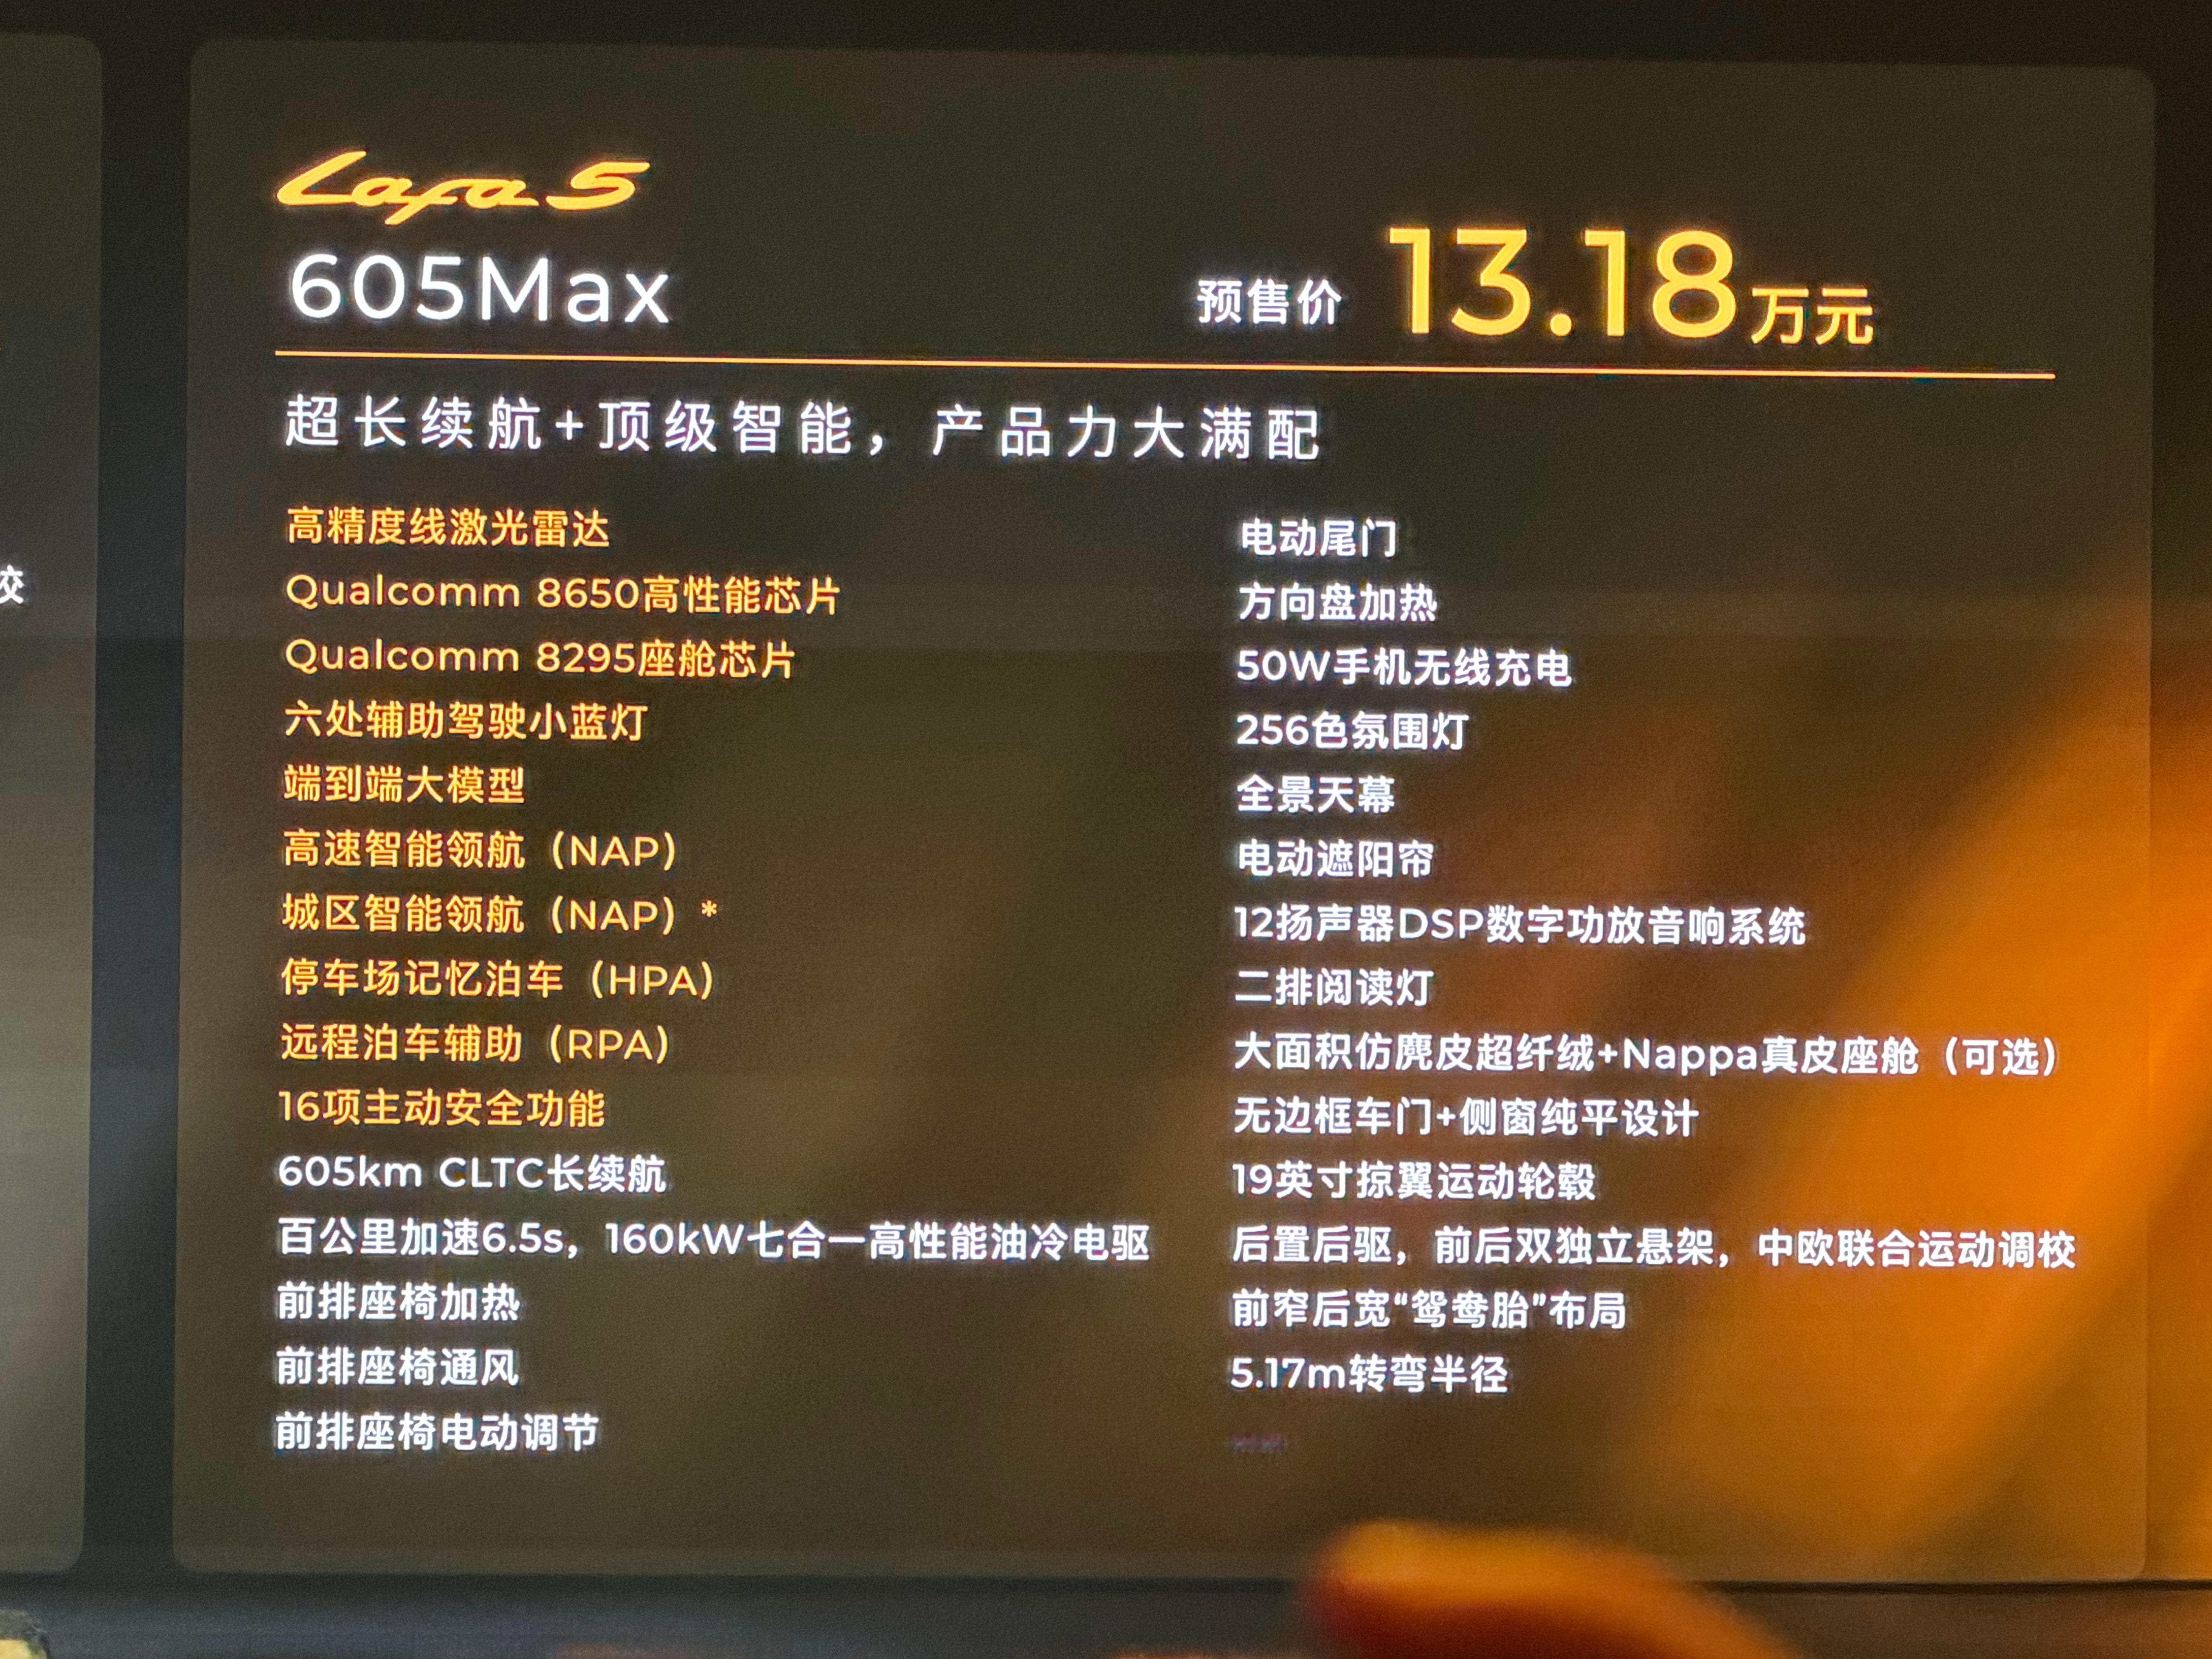 Lafa 5
605Max
预售价 13.18万元
超长续航+顶级智能，产品力大满配
高精度线激光雷达
Qualcomm 8650高性能芯片
Qualcomm 8295座舱芯片
六处辅助驾驶小蓝灯
端到端大模型
高速智能领航（NAP）
城区智能领航（NAP）*
停车场记忆泊车（HPA）
远程泊车辅助（RPA）
16项主动安全功能
605km CLTC长续航
百公里加速6.5s，160kW七合一高性能油冷电驱
前排座椅加热
前排座椅通风
前排座椅电动调节
电动尾门
方向盘加热
50W手机无线充电
256色氛围灯
全景天幕
电动遮阳帘
12扬声器DSP数字功放音响系统
二排阅读灯
大面积仿麂皮超纤绒+Nappa真皮座舱（可选）
无边框车门+侧窗纯平设计
19英寸掠翼运动轮毂
后置后驱，前后双独立悬架，中欧联合运动调校
前窄后宽“鸳鸯胎”布局
5.17m转弯半径
校